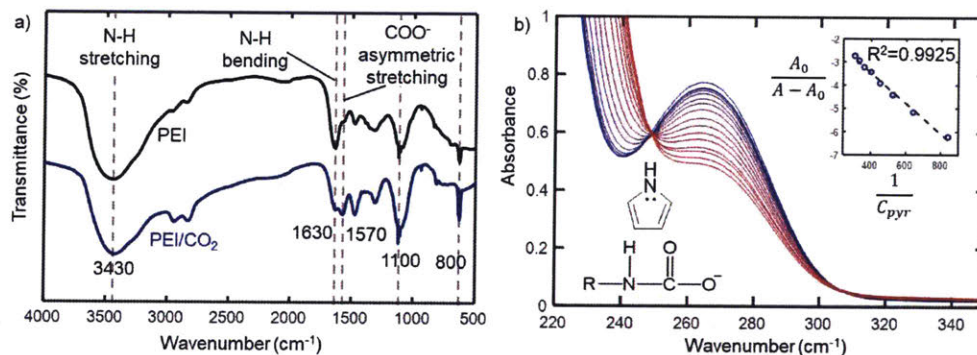 a)
N-H
stretching
N-H
bending
COO⁻
asymmetric
stretching
PEI
PEI/CO₂
3430
1630
1570
1100
800
Transmittance (%)
4000 3500 3000 2500 2000 1500 1000 500
Wavenumber (cm⁻¹)
b)
1
0.8
0.6
0.4
0.2
0
Absorbance
220 240 260 280 300 320 340
Wavenumber (cm⁻¹)
A₀
A − A₀
-2
-3
-4
-5
-6
-7
R²=0.9925
400 600 800
1
C_pyr
H
N
H O
R N C O⁻